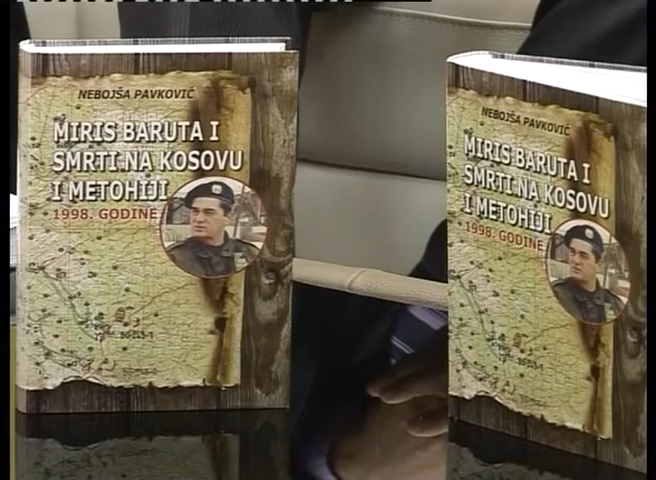 NEBOJŠA PAVKOVIĆ
MIRIS BARUTA I
SMRTI NA KOSOVU
I METOHIJI
1998. GODINE
NEBOJŠA PAVKOVIĆ
MIRIS BARUTA I
SMRTI NA KOSOVU
I METOHIJI
1998. GODINE